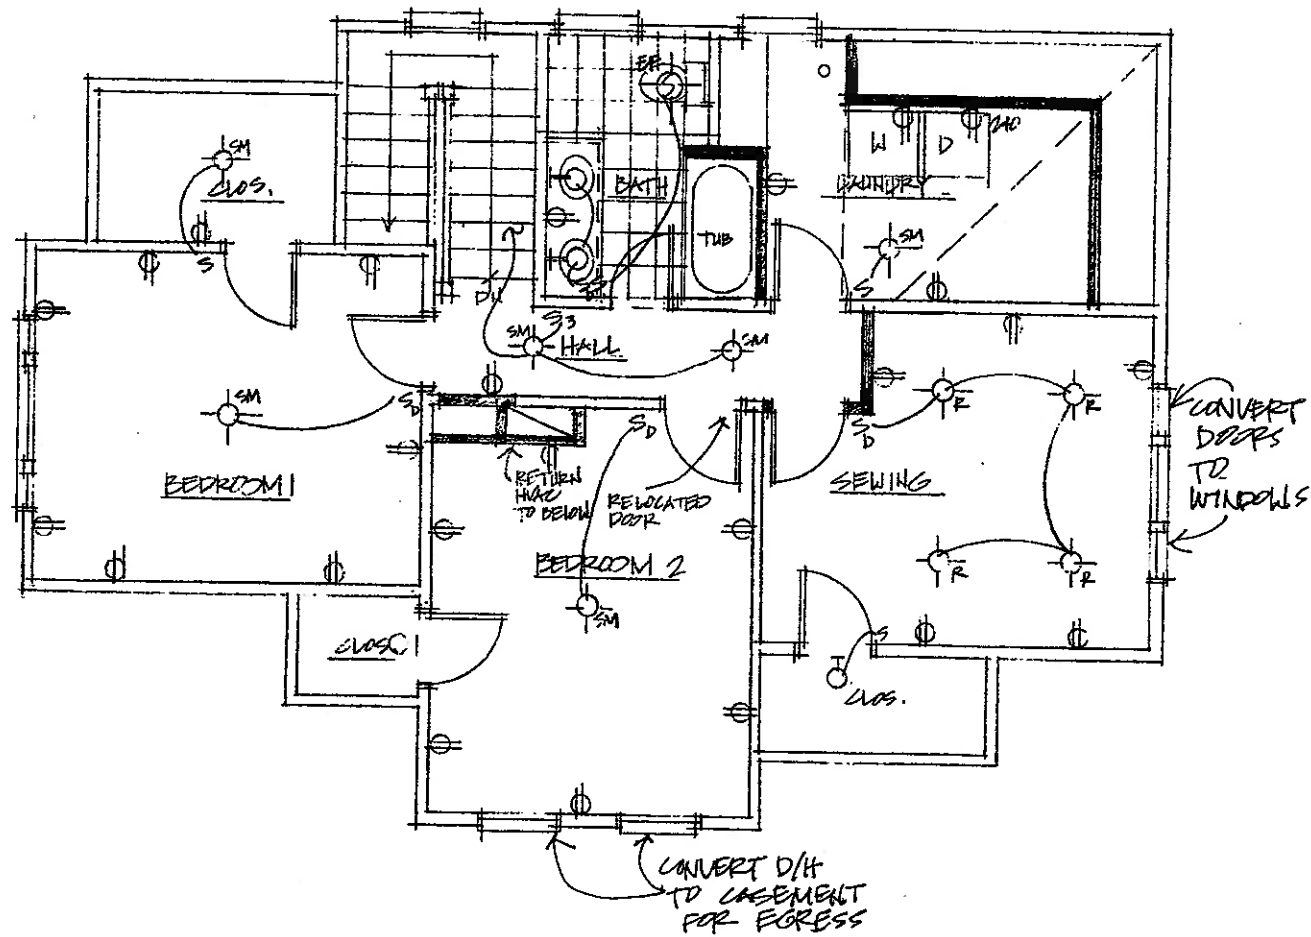 EF
SM
CLOS.
S
240
W
D
LAUNDRY
BATH
TUB
SM
S
DN
S3
SM
HALL
SM
SM
SD
BEDROOM 1
SD
RETURN
HVAC
TO BELOW
RELOCATED
DOOR
SD
R
R
SEWING
CONVERT
DOORS
TO
WINDOWS
BEDROOM 2
R
R
SM
CLOS
S
CLOS.
CONVERT D/H
TO CASEMENT
FOR EGRESS